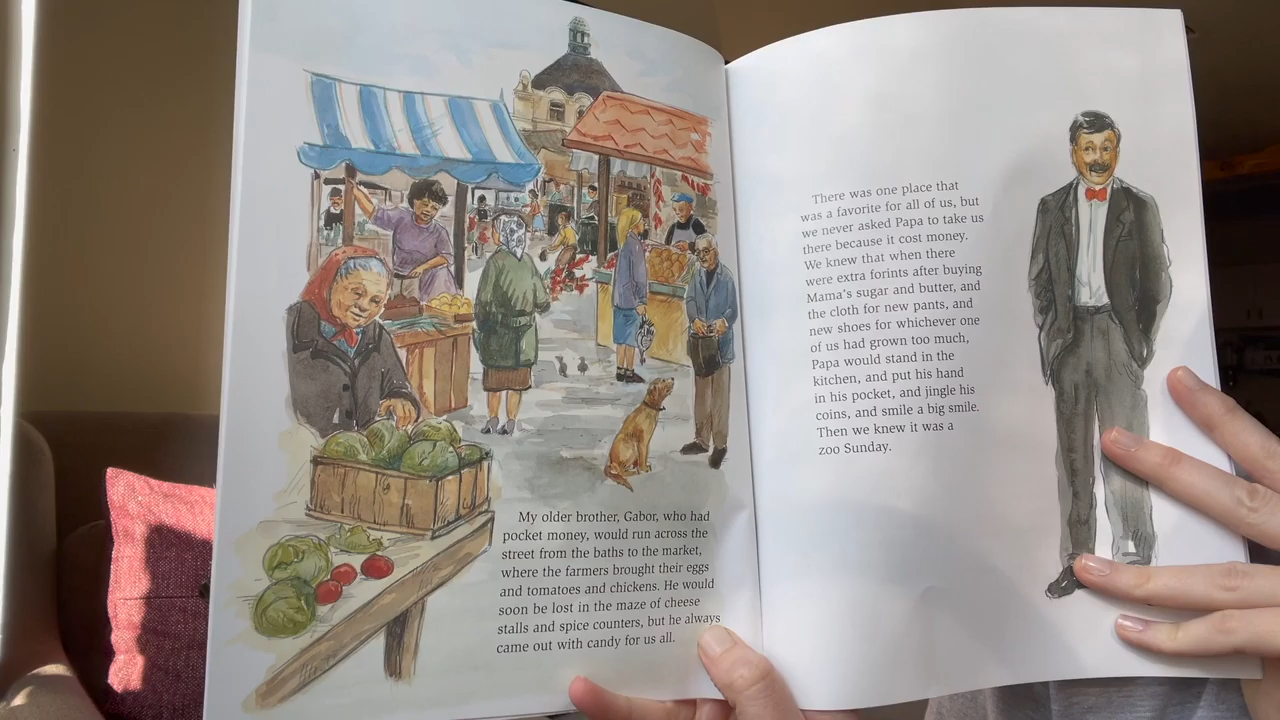 My older brother, Gabor, who had
pocket money, would run across the
street from the baths to the market,
where the farmers brought their eggs
and tomatoes and chickens. He would
soon be lost in the maze of cheese
stalls and spice counters, but he always
came out with candy for us all.
There was one place that
was a favorite for all of us, but
we never asked Papa to take us
there because it cost money.
We knew that when there
were extra forints after buying
Mama's sugar and butter, and
the cloth for new pants, and
new shoes for whichever one
of us had grown too much,
Papa would stand in the
kitchen, and put his hand
in his pocket, and jingle his
coins, and smile a big smile.
Then we knew it was a
zoo Sunday.